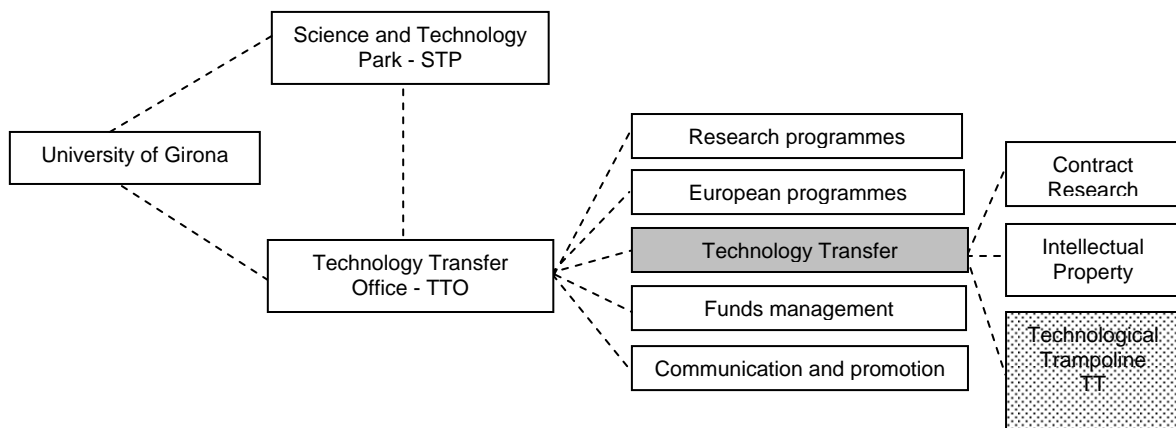 Science and Technology
Park - STP
University of Girona
Technology Transfer
Office - TTO
Research programmes
European programmes
Technology Transfer
Funds management
Communication and promotion
Contract
Research
Intellectual
Property
Technological
Trampoline
TT